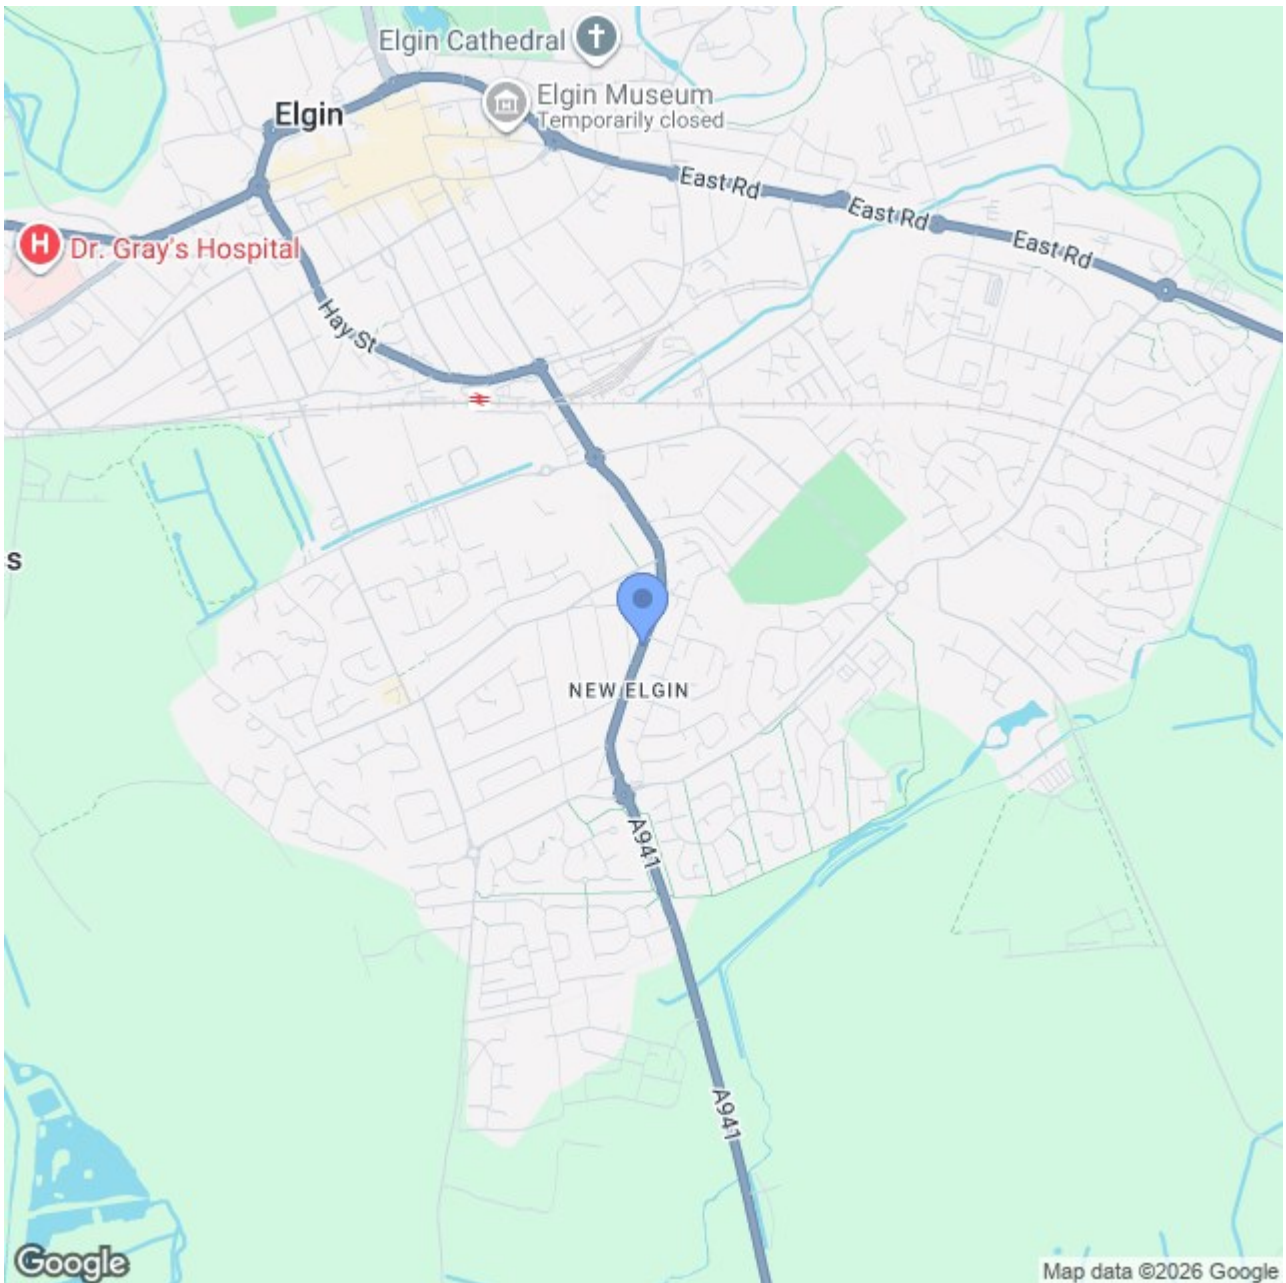 Elgin Cathedral
Elgin Museum
Temporarily closed
Elgin
East Rd
East Rd
East Rd
H
Dr. Gray's Hospital
Hay St
s
NEW ELGIN
A941
A941
Google
Map data ©2026 Google